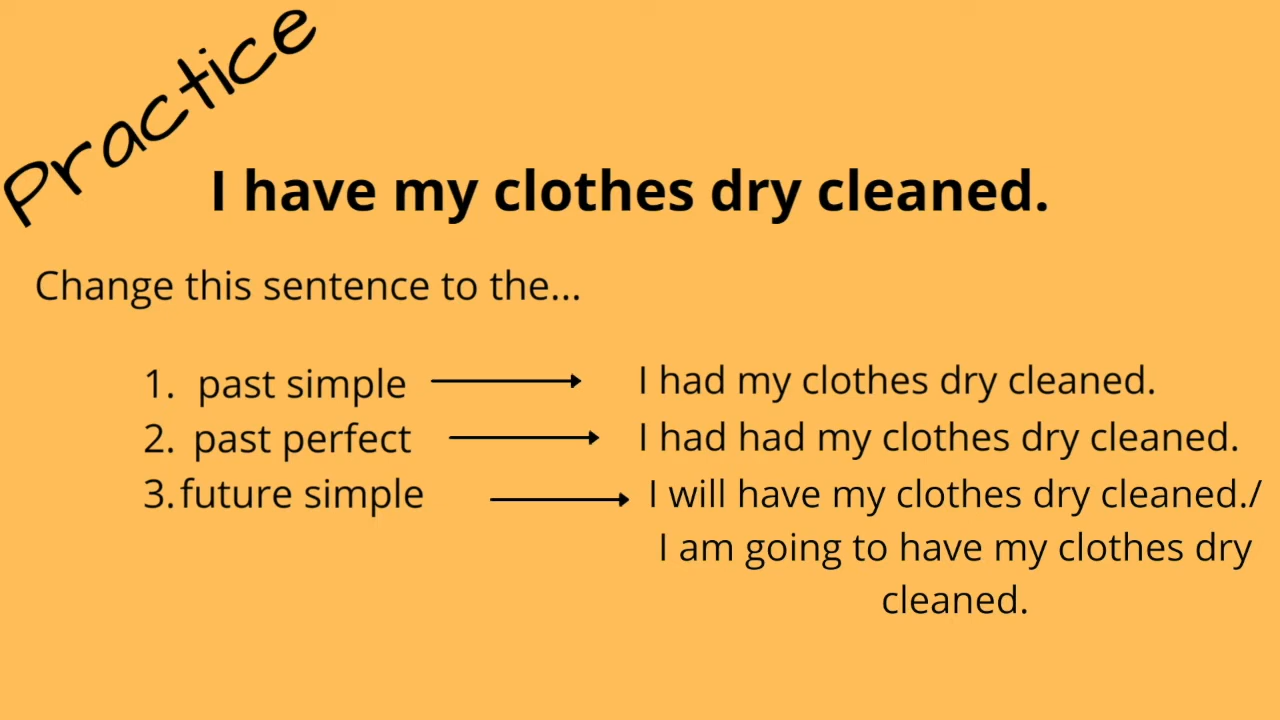 Practice
I have my clothes dry cleaned.
Change this sentence to the...
1. past simple → I had my clothes dry cleaned.
2. past perfect → I had had my clothes dry cleaned.
3. future simple → I will have my clothes dry cleaned./
I am going to have my clothes dry
cleaned.